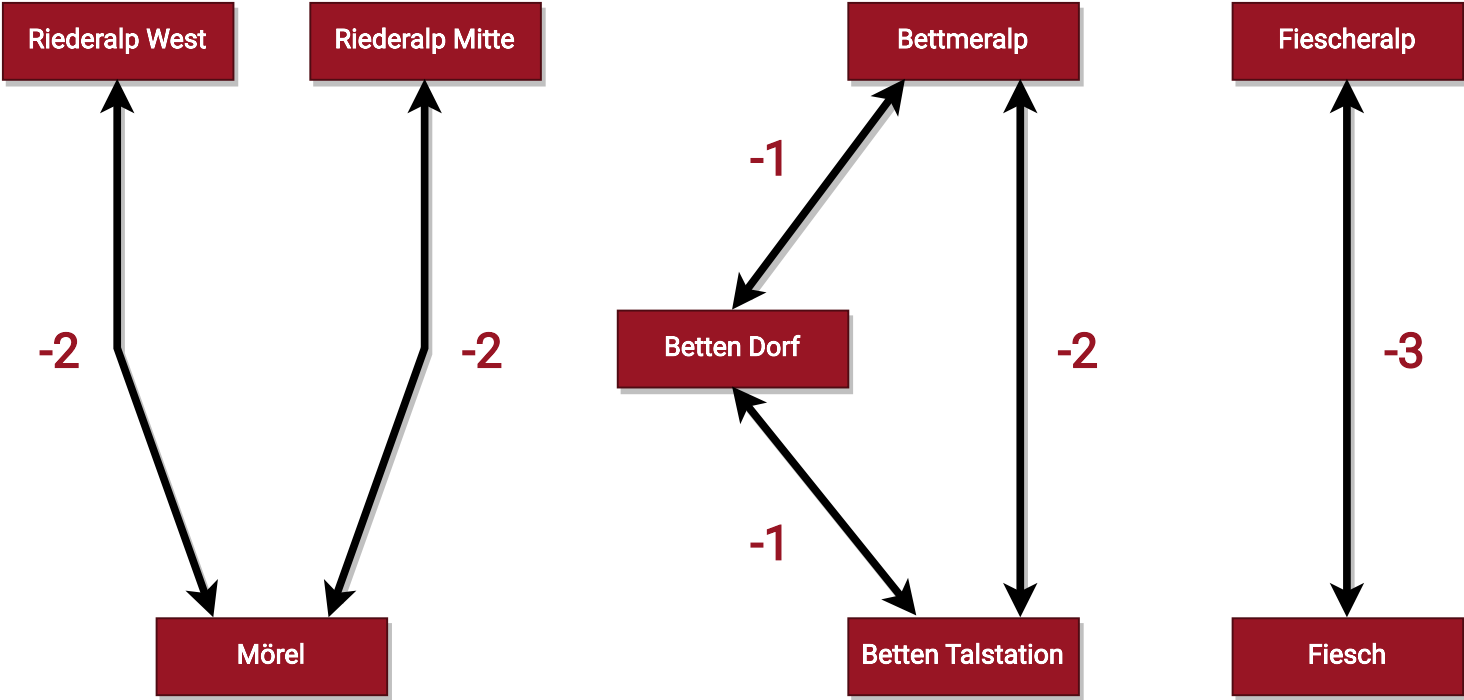 Riederalp West
Riederalp Mitte
Bettmeralp
Fiescheralp
-1
-2
-2
Betten Dorf
-2
-3
-1
Mörel
Betten Talstation
Fiesch